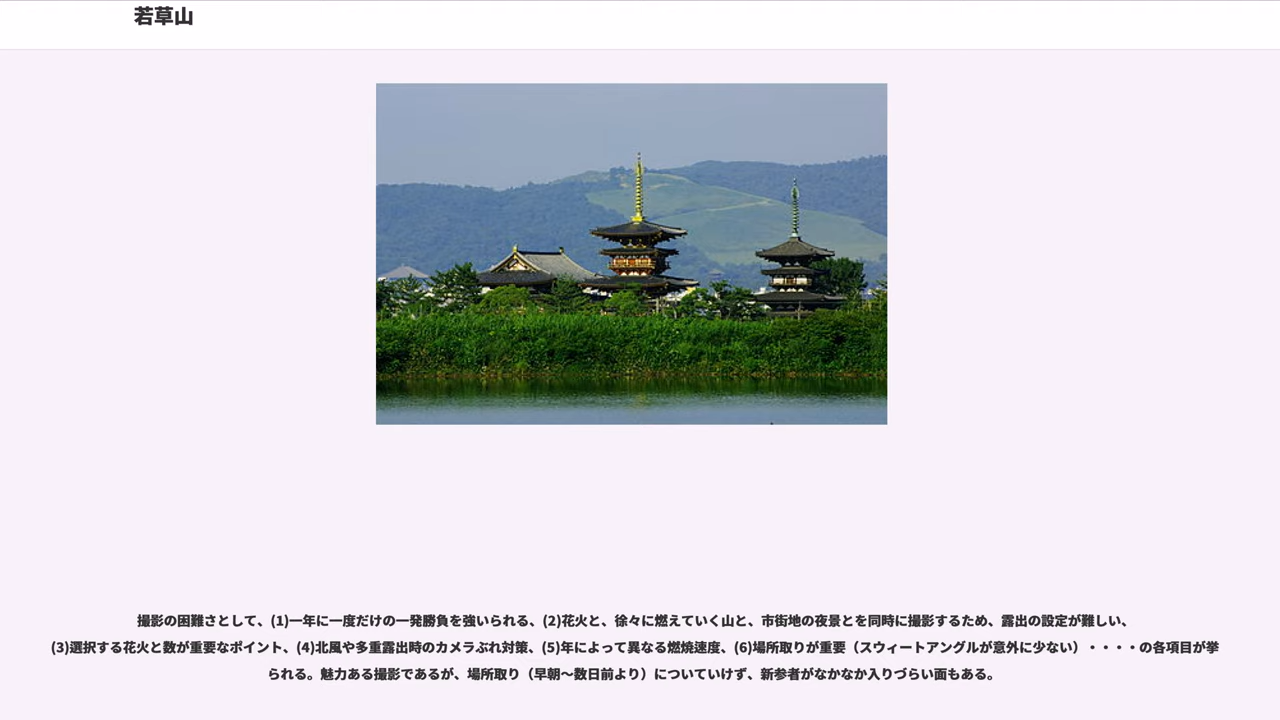 若草山
撮影の困難さとして、(1)一年に一度だけの一発勝負を強いられる、(2)花火と、徐々に燃えていく山と、市街地の夜景とを同時に撮影するため、露出の設定が難しい、
(3)選択する花火と数が重要なポイント、(4)北風や多重露出時のカメラぶれ対策、(5)年によって異なる燃焼速度、(6)場所取りが重要（スウィートアングルが意外に少ない）・・・・の各項目が挙
られる。魅力ある撮影であるが、場所取り（早朝〜数日前より）についていけず、新参者がなかなか入りづらい面もある。